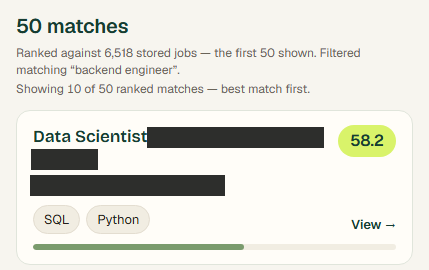 50 matches
Ranked against 6,518 stored jobs — the first 50 shown. Filtered
matching “backend engineer”.
Showing 10 of 50 ranked matches — best match first.
Data Scientist
58.2
SQL
Python
View →